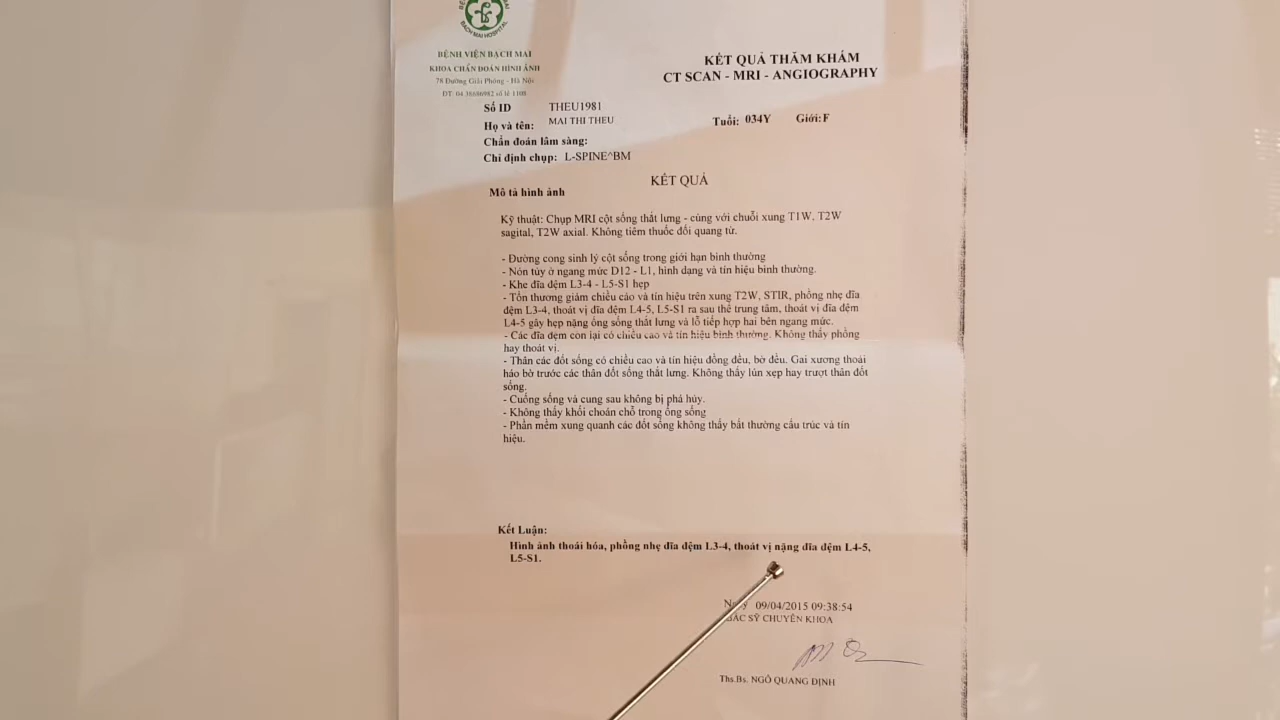 BẠCH MAI HOSPITAL
BỆNH VIỆN BẠCH MAI
KHOA CHẨN ĐOÁN HÌNH ẢNH
78 Đường Giải Phóng - Hà Nội
ĐT: 04 38686982 số lẻ 1108
KẾT QUẢ THĂM KHÁM
CT SCAN - MRI - ANGIOGRAPHY
Số ID THEU1981
Họ và tên: MAI THI THEU Tuổi: 034Y Giới: F
Chẩn đoán lâm sàng:
Chỉ định chụp: L-SPINE^BM
KẾT QUẢ
Mô tả hình ảnh
Kỹ thuật: Chụp MRI cột sống thắt lưng - cùng với chuỗi xung T1W, T2W
sagital, T2W axial. Không tiêm thuốc đối quang từ.
- Đường cong sinh lý cột sống trong giới hạn bình thường
- Nón tủy ở ngang mức D12 - L1, hình dạng và tín hiệu bình thường.
- Khe đĩa đệm L3-4 - L5-S1 hẹp
- Tổn thương giảm chiều cao và tín hiệu trên xung T2W, STIR, phồng nhẹ đĩa
đệm L3-4, thoát vị đĩa đệm L4-5, L5-S1 ra sau thể trung tâm, thoát vị đĩa đệm
L4-5 gây hẹp nặng ống sống thắt lưng và lỗ tiếp hợp hai bên ngang mức.
- Các đĩa đệm con lại có chiều cao và tín hiệu bình thường. Không thấy phồng
hay thoát vị.
- Thân các đốt sống có chiều cao và tín hiệu đồng đều, bờ đều. Gai xương thoái
háo bờ trước các thân đốt sống thắt lưng. Không thấy lún xẹp hay trượt thân đốt
sống.
- Cuống sống và cung sau không bị phá hủy.
- Không thấy khối choán chỗ trong ống sống
- Phần mềm xung quanh các đốt sống không thấy bất thường cấu trúc và tín
hiệu.
Kết Luận:
Hình ảnh thoái hóa, phồng nhẹ đĩa đệm L3-4, thoát vị nặng đĩa đệm L4-5,
L5-S1.
Ngày 09/04/2015 09:38:54
BÁC SỸ CHUYÊN KHOA
Ths.Bs. NGÔ QUANG ĐỊNH